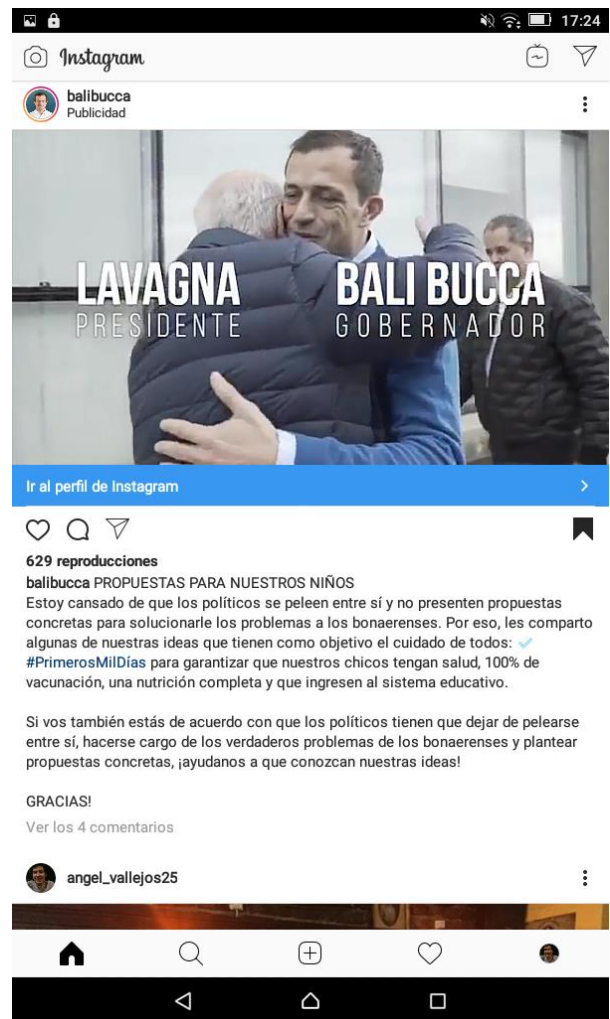 17:24
Instagram
balibucca
Publicidad
LAVAGNA
PRESIDENTE
BALI BUCCA
GOBERNADOR
Ir al perfil de Instagram
629 reproducciones
balibucca PROPUESTAS PARA NUESTROS NIÑOS
Estoy cansado de que los políticos se peleen entre sí y no presenten propuestas
concretas para solucionarle los problemas a los bonaerenses. Por eso, les comparto
algunas de nuestras ideas que tienen como objetivo el cuidado de todos: ✓
#PrimerosMilDías para garantizar que nuestros chicos tengan salud, 100% de
vacunación, una nutrición completa y que ingresen al sistema educativo.
Si vos también estás de acuerdo con que los políticos tienen que dejar de pelearse
entre sí, hacerse cargo de los verdaderos problemas de los bonaerenses y plantear
propuestas concretas, ¡ayudanos a que conozcan nuestras ideas!
GRACIAS!
Ver los 4 comentarios
angel_vallejos25